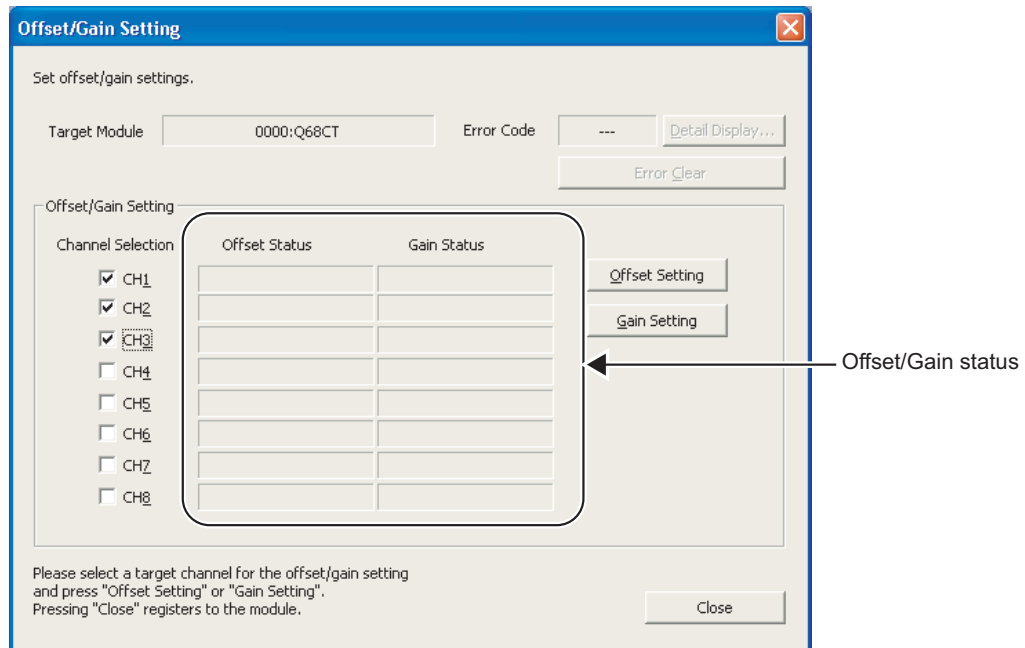 Offset/Gain Setting
Set offset/gain settings.
Target Module 0000:Q68CT Error Code --- Detail Display...
Error Clear
Offset/Gain Setting
Channel Selection Offset Status Gain Status
CH1 Offset Setting
CH2
Gain Setting
CH3
Offset/Gain status
CH4
CH5
CH6
CH7
CH8
Please select a target channel for the offset/gain setting
and press "Offset Setting" or "Gain Setting".
Pressing "Close" registers to the module.
Close